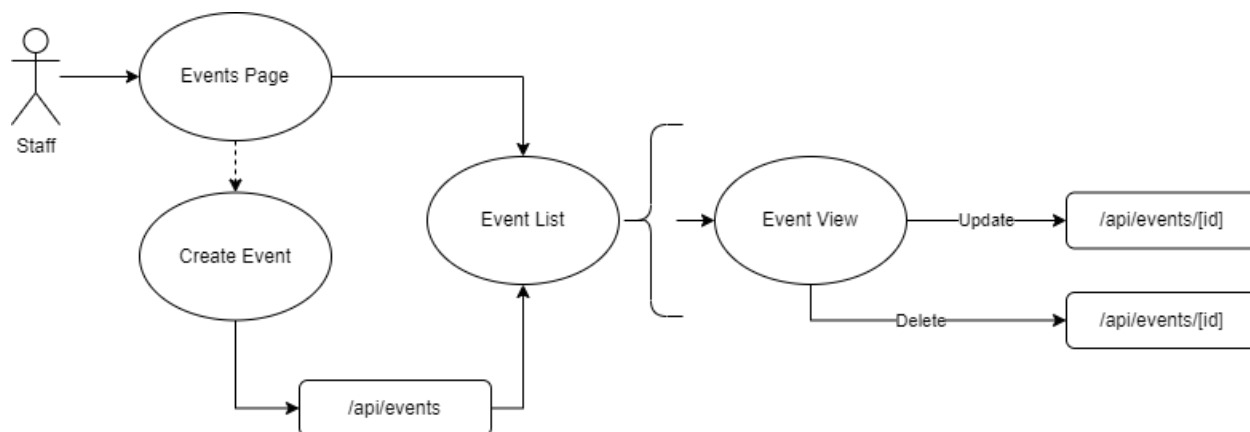 Events Page
Staff
Event List
Event View
Update
/api/events/[id]
Create Event
Delete
/api/events/[id]
/api/events